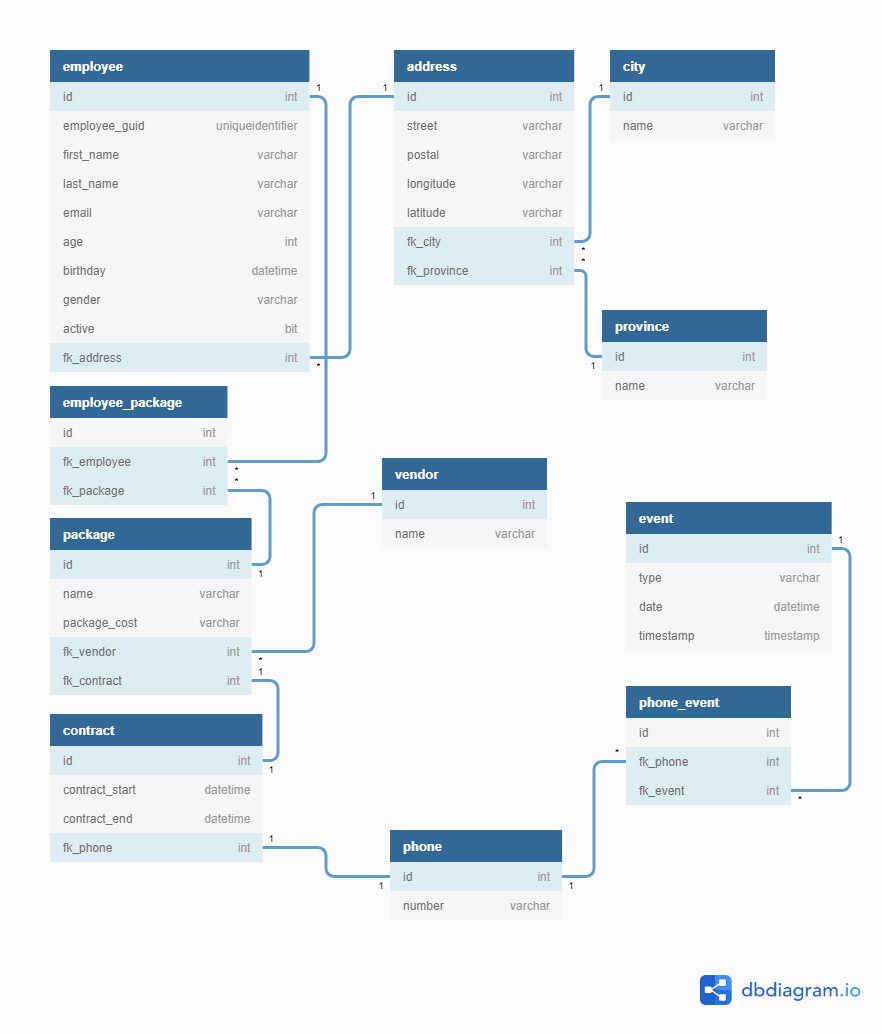 employee
id int
employee_guid uniqueidentifier
first_name varchar
last_name varchar
email varchar
age int
birthday datetime
gender varchar
active bit
fk_address int
1
*
address
id int
street varchar
postal varchar
longitude varchar
latitude varchar
fk_city int
fk_province int
1
*
*
city
id int
name varchar
1
province
id int
name varchar
1
employee_package
id int
fk_employee int
fk_package int
*
*
package
id int
name varchar
package_cost varchar
fk_vendor int
fk_contract int
1
*
1
vendor
id int
name varchar
1
contract
id int
contract_start datetime
contract_end datetime
fk_phone int
1
1
phone
id int
number varchar
1
1
event
id int
type varchar
date datetime
timestamp timestamp
1
phone_event
id int
fk_phone int
fk_event int
*
*
dbdiagram.io